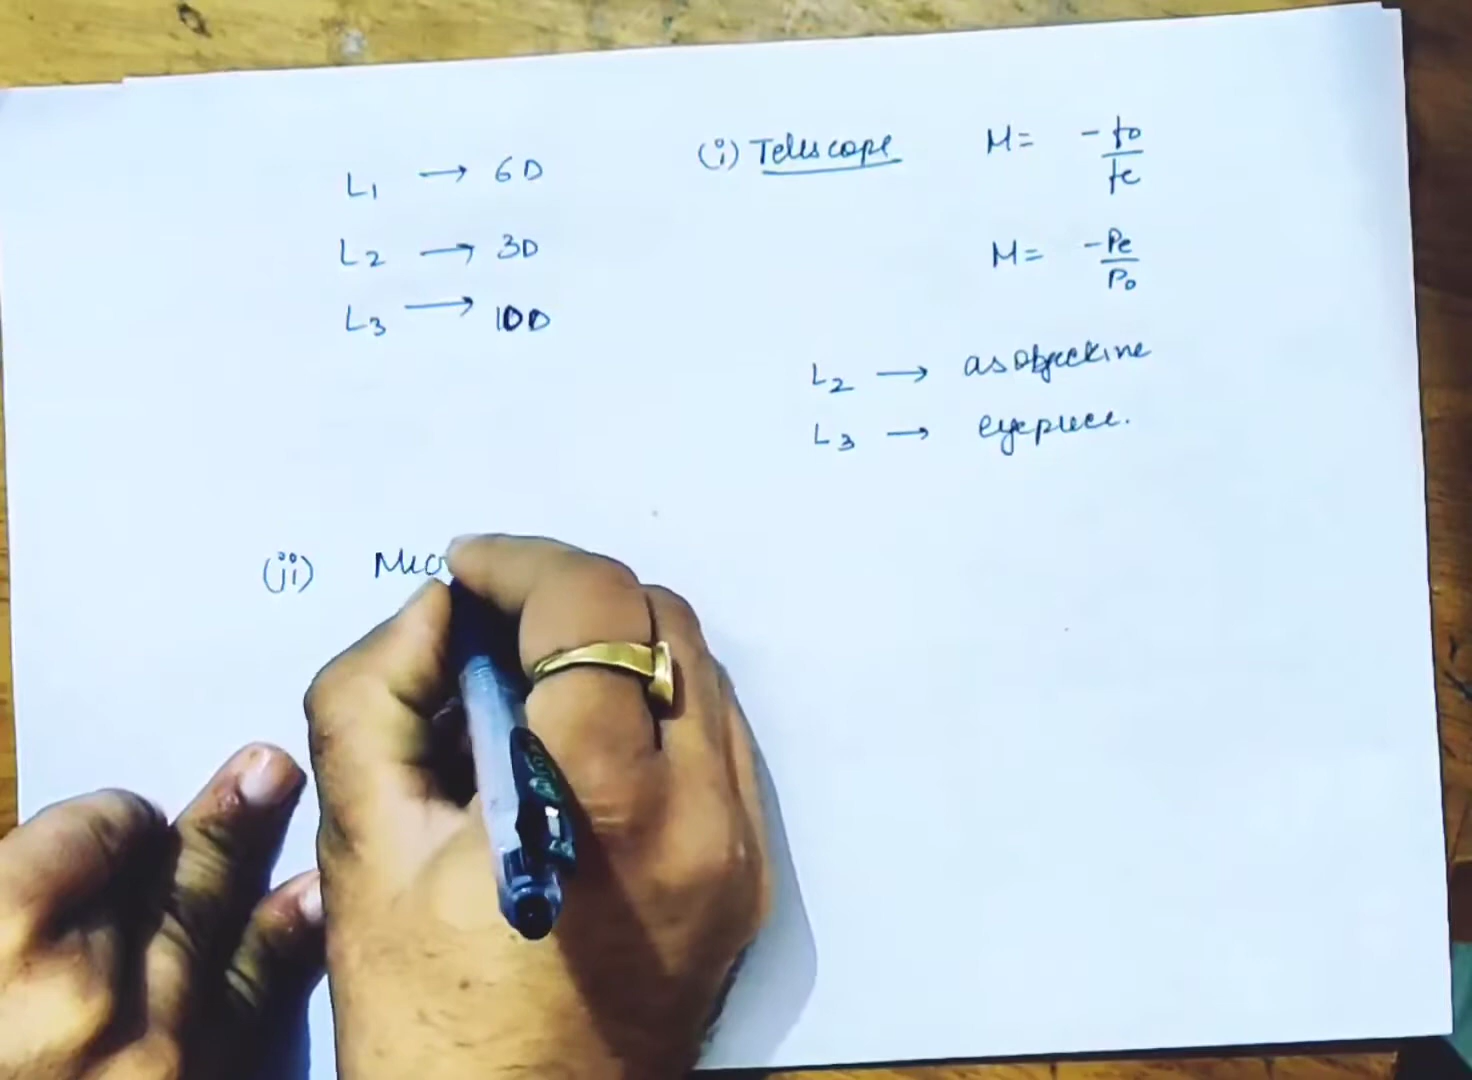 L1 → 6D
L2 → 3D
L3 → 10D
(i) Telescope M = -fo/fe
M = -Pe/Po
L2 → as objective
L3 → eyepiece.
(ii) Mic